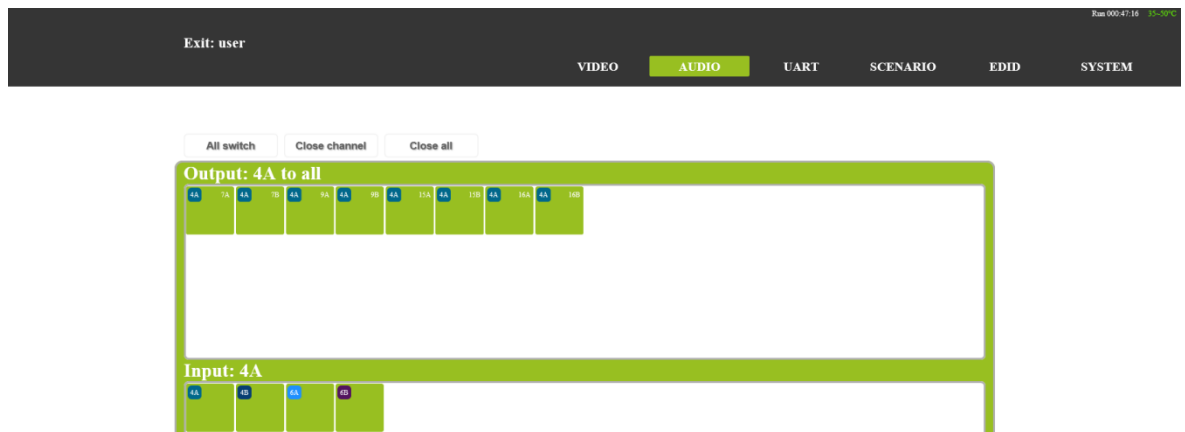 Run 000:47:16 35~50°C
Exit: user
VIDEO AUDIO UART SCENARIO EDID SYSTEM
All switch Close channel Close all
Output: 4A to all
4A 7A 4A 7B 4A 9A 4A 9B 4A 15A 4A 15B 4A 16A 4A 16B
Input: 4A
4A 4B 6A 6B